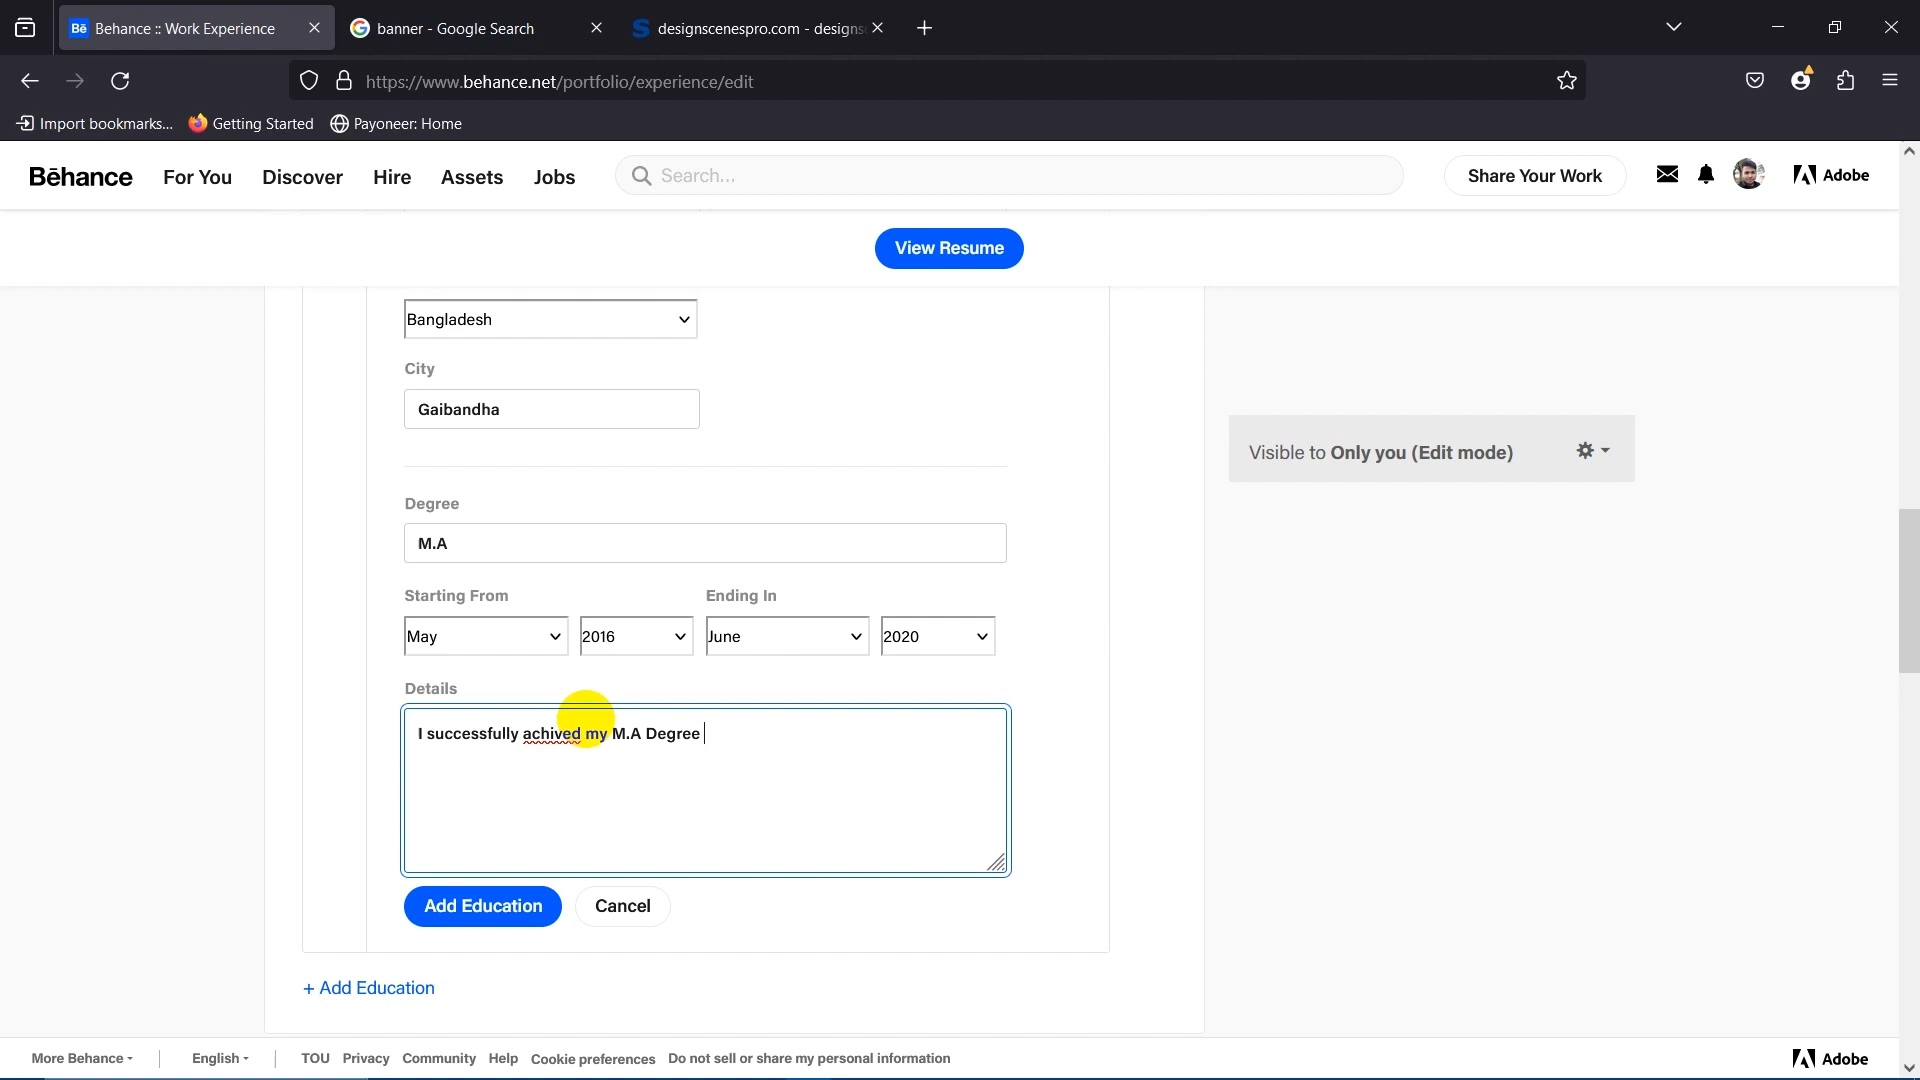 Bē Behance :: Work Experience
banner - Google Search
S designscenespro.com - designs
https://www.behance.net/portfolio/experience/edit
Import bookmarks...
Getting Started
Payoneer: Home
Bēhance
For You
Discover
Hire
Assets
Jobs
Search...
Share Your Work
Adobe
View Resume
Bangladesh
City
Gaibandha
Visible to Only you (Edit mode)
Degree
M.A
Starting From
Ending In
May
2016
June
2020
Details
I successfully achived my M.A Degree
Add Education
Cancel
+ Add Education
More Behance
English
TOU
Privacy
Community
Help
Cookie preferences
Do not sell or share my personal information
Adobe